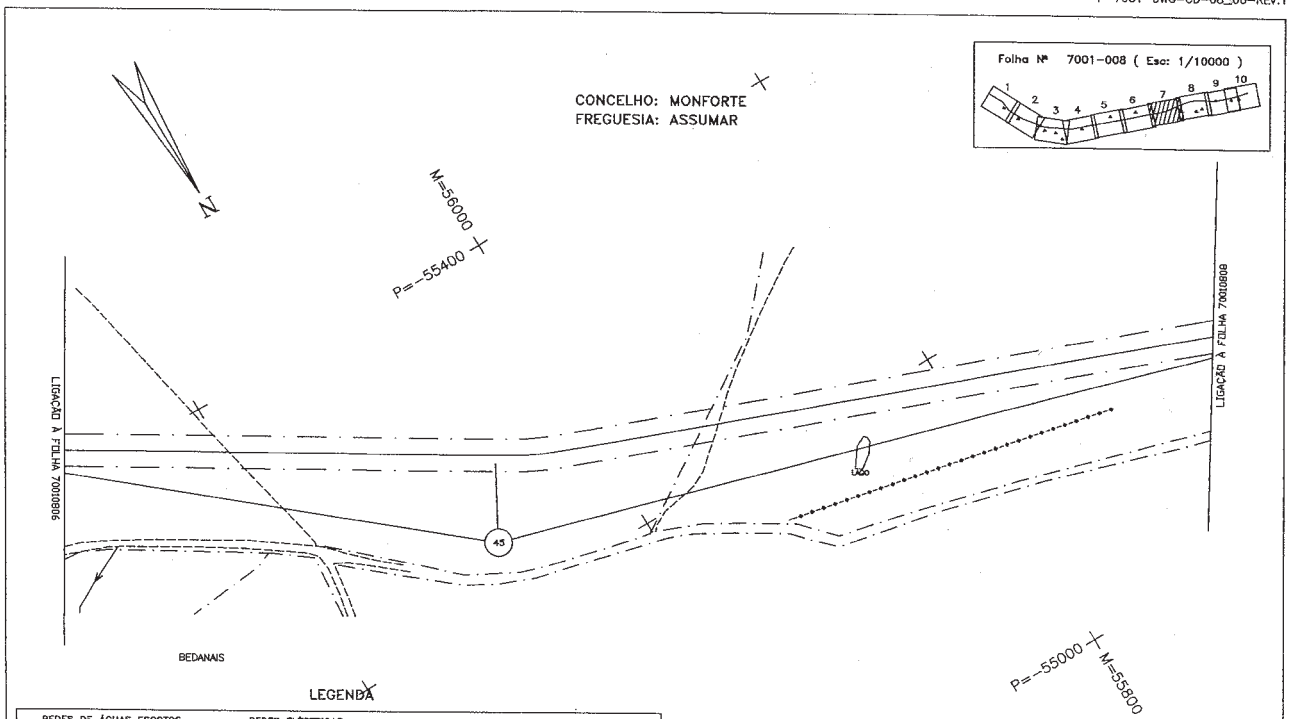 Folha Nº 7001-008 ( Esc: 1/10000 )
1 2 3 4 5 6 7 8 9 10
CONCELHO: MONFORTE
FREGUESIA: ASSUMAR
N
M=56000
P=-55400
LIGAÇÃO À FOLHA 70010806
LIGAÇÃO À FOLHA 70010808
LAGO
45
BEDANAIS
P=-55000
M=55800
LEGENDA